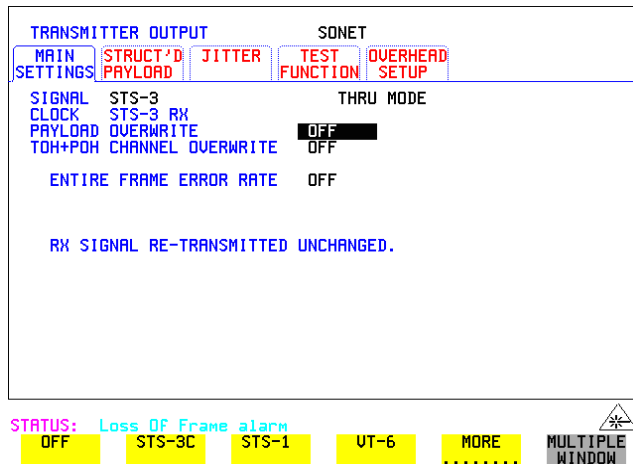 TRANSMITTER OUTPUT SONET
MAIN SETTINGS STRUCT'D PAYLOAD JITTER TEST FUNCTION OVERHEAD SETUP
SIGNAL STS-3 THRU MODE
CLOCK STS-3 RX
PAYLOAD OVERWRITE OFF
TOH+POH CHANNEL OVERWRITE OFF
ENTIRE FRAME ERROR RATE OFF
RX SIGNAL RE-TRANSMITTED UNCHANGED.
STATUS: Loss OF Frame alarm
OFF STS-3C STS-1 VT-6 MORE ........ MULTIPLE WINDOW